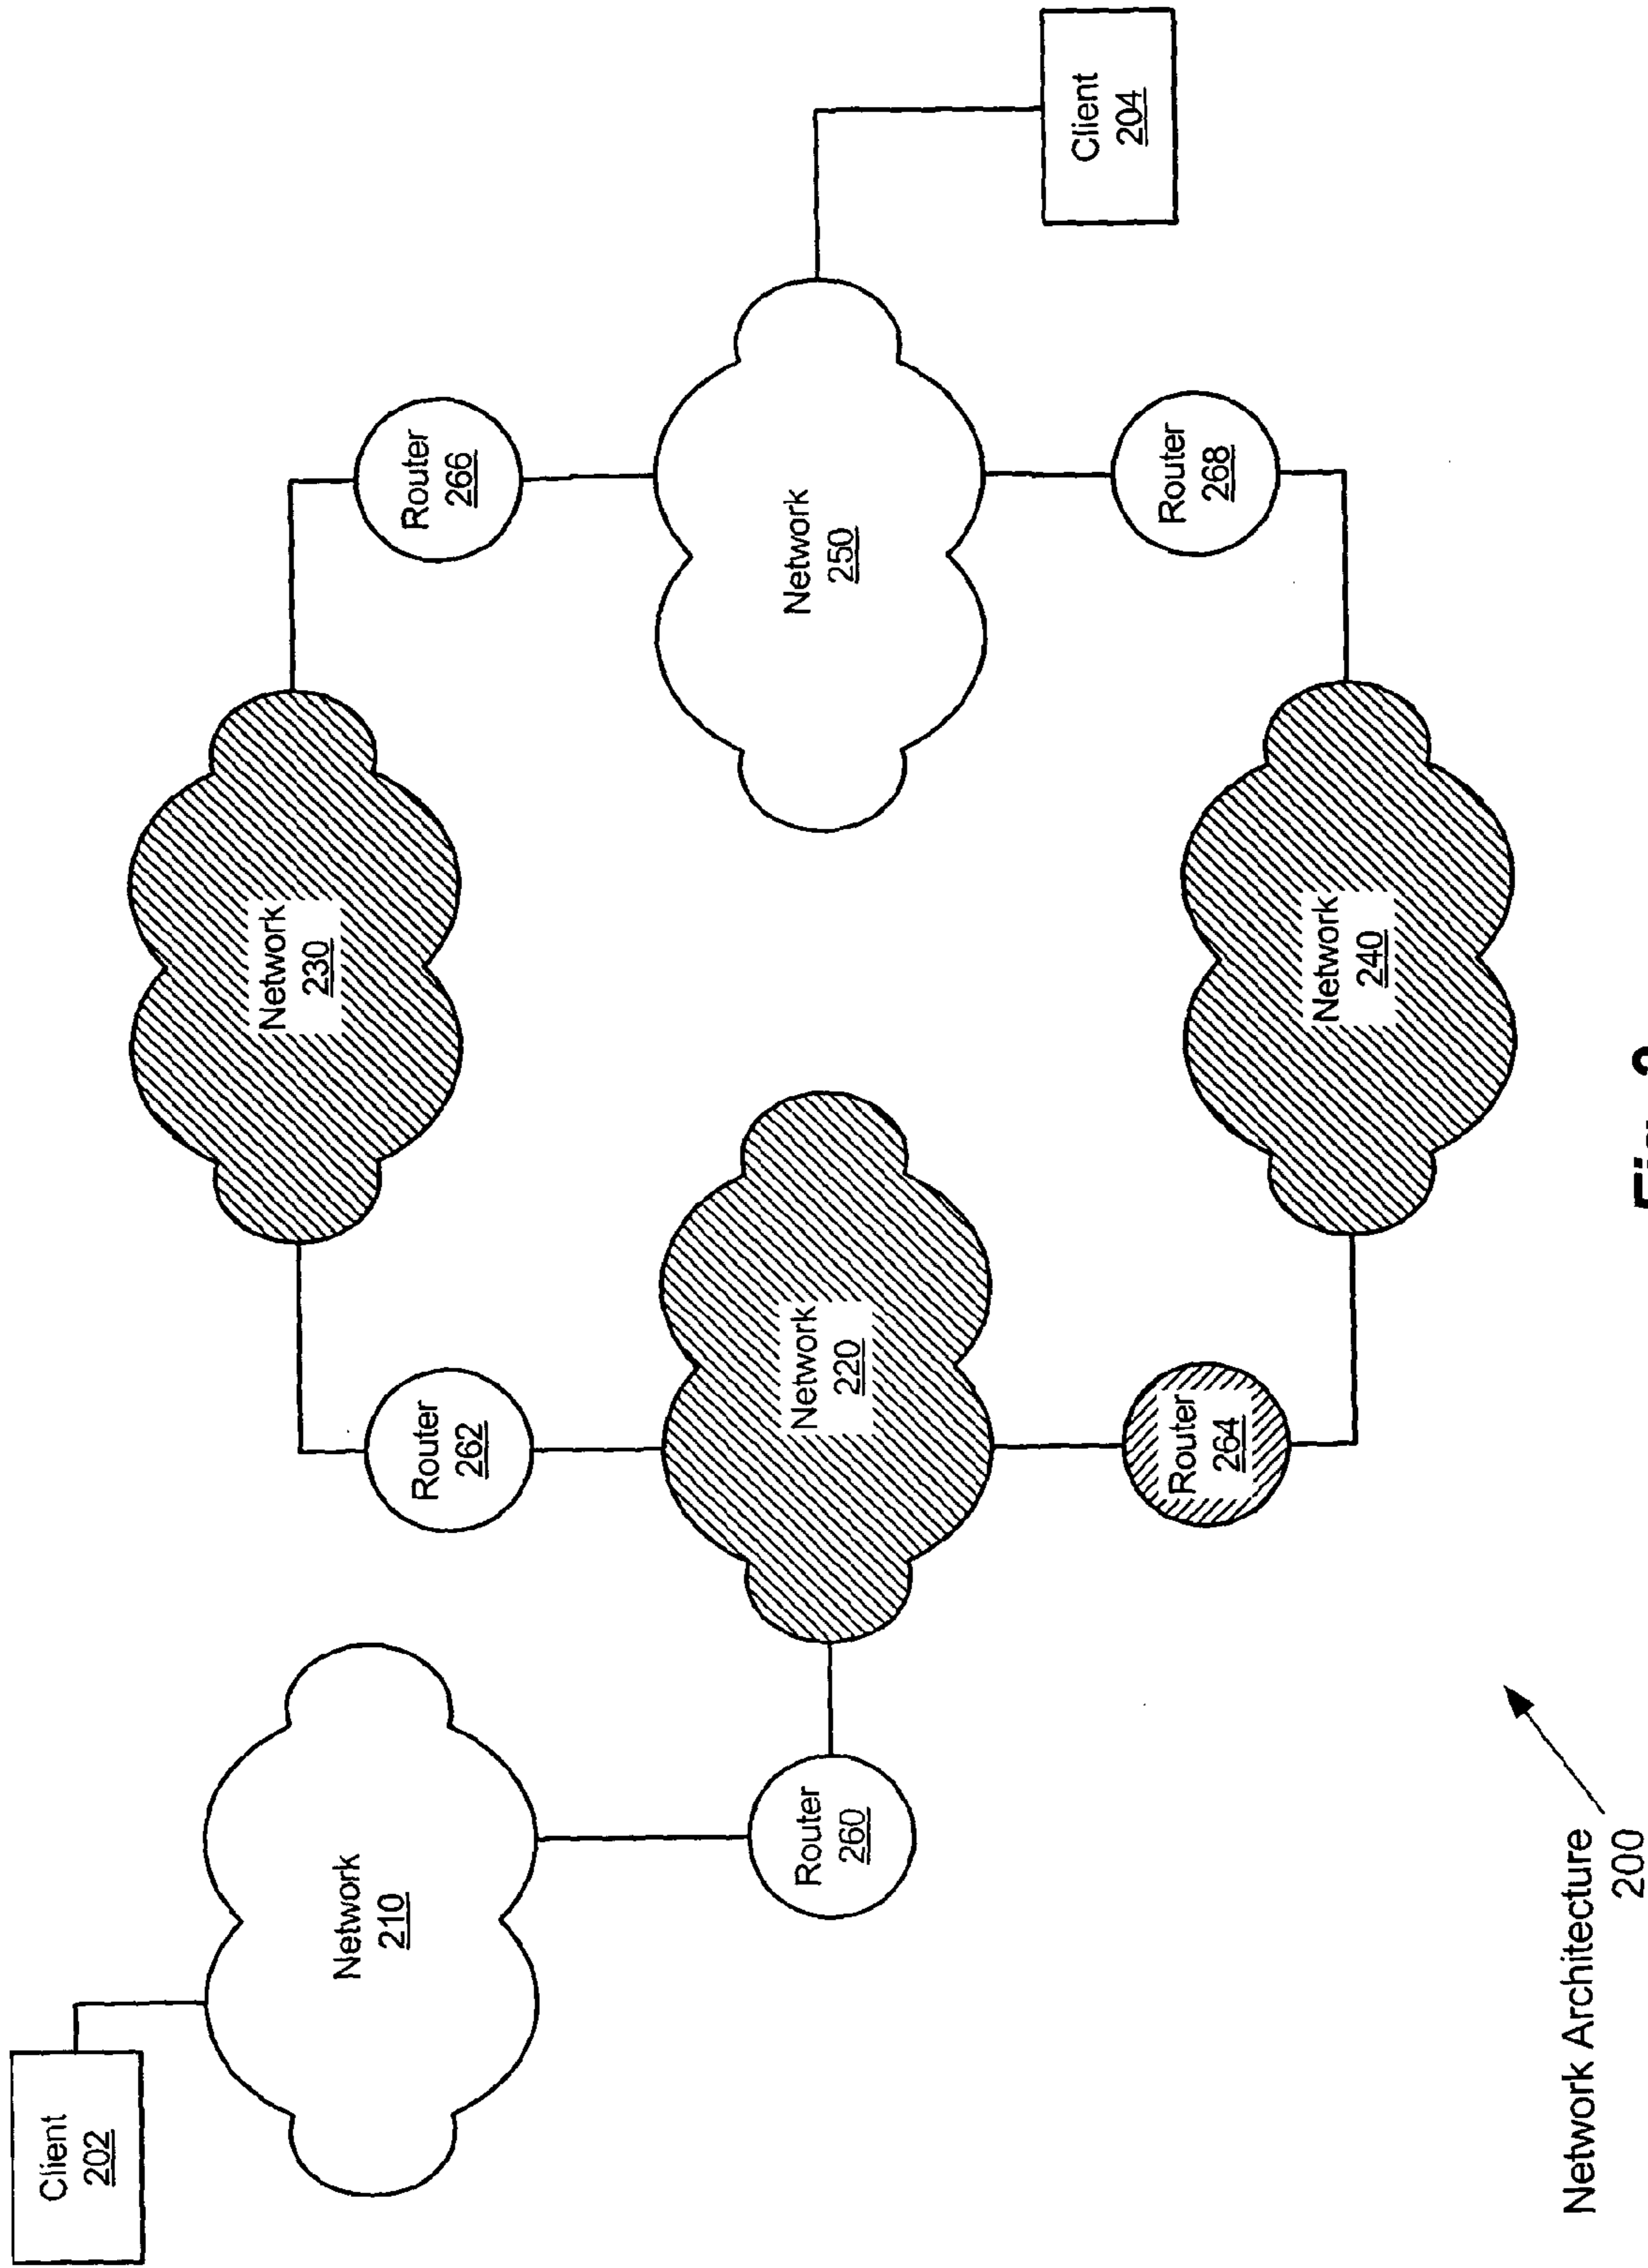 Client
202
Network
230
Network
210
Router
262
Router
266
Network
220
Network
250
Router
260
Client
204
Router
264
Router
268
Network
240
Network Architecture
200